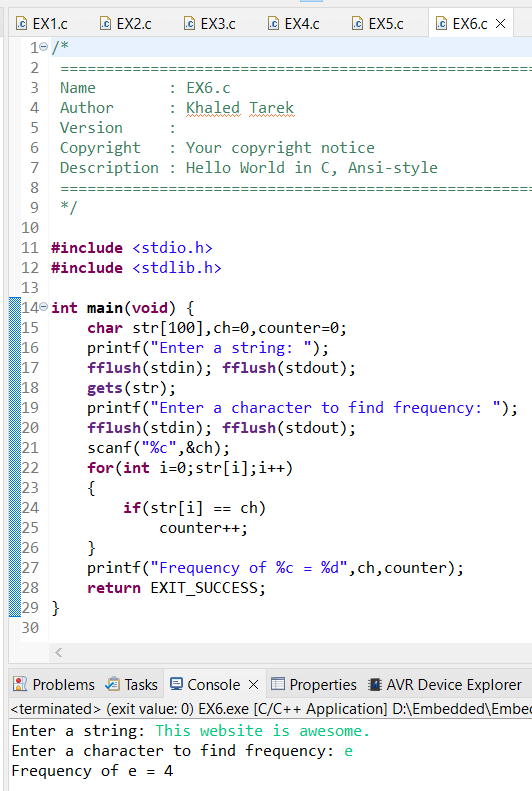 EX1.c EX2.c EX3.c EX4.c EX5.c EX6.c
1 /*
2 ====================================================
3 Name : EX6.c
4 Author : Khaled Tarek
5 Version :
6 Copyright : Your copyright notice
7 Description : Hello World in C, Ansi-style
8 ====================================================
9 */
10
11 #include <stdio.h>
12 #include <stdlib.h>
13
14 int main(void) {
15 char str[100],ch=0,counter=0;
16 printf("Enter a string: ");
17 fflush(stdin); fflush(stdout);
18 gets(str);
19 printf("Enter a character to find frequency: ");
20 fflush(stdin); fflush(stdout);
21 scanf("%c",&ch);
22 for(int i=0;str[i];i++)
23 {
24 if(str[i] == ch)
25 counter++;
26 }
27 printf("Frequency of %c = %d",ch,counter);
28 return EXIT_SUCCESS;
29 }
30
Problems Tasks Console Properties AVR Device Explorer
<terminated> (exit value: 0) EX6.exe [C/C++ Application] D:\Embedded\Embed
Enter a string: This website is awesome.
Enter a character to find frequency: e
Frequency of e = 4